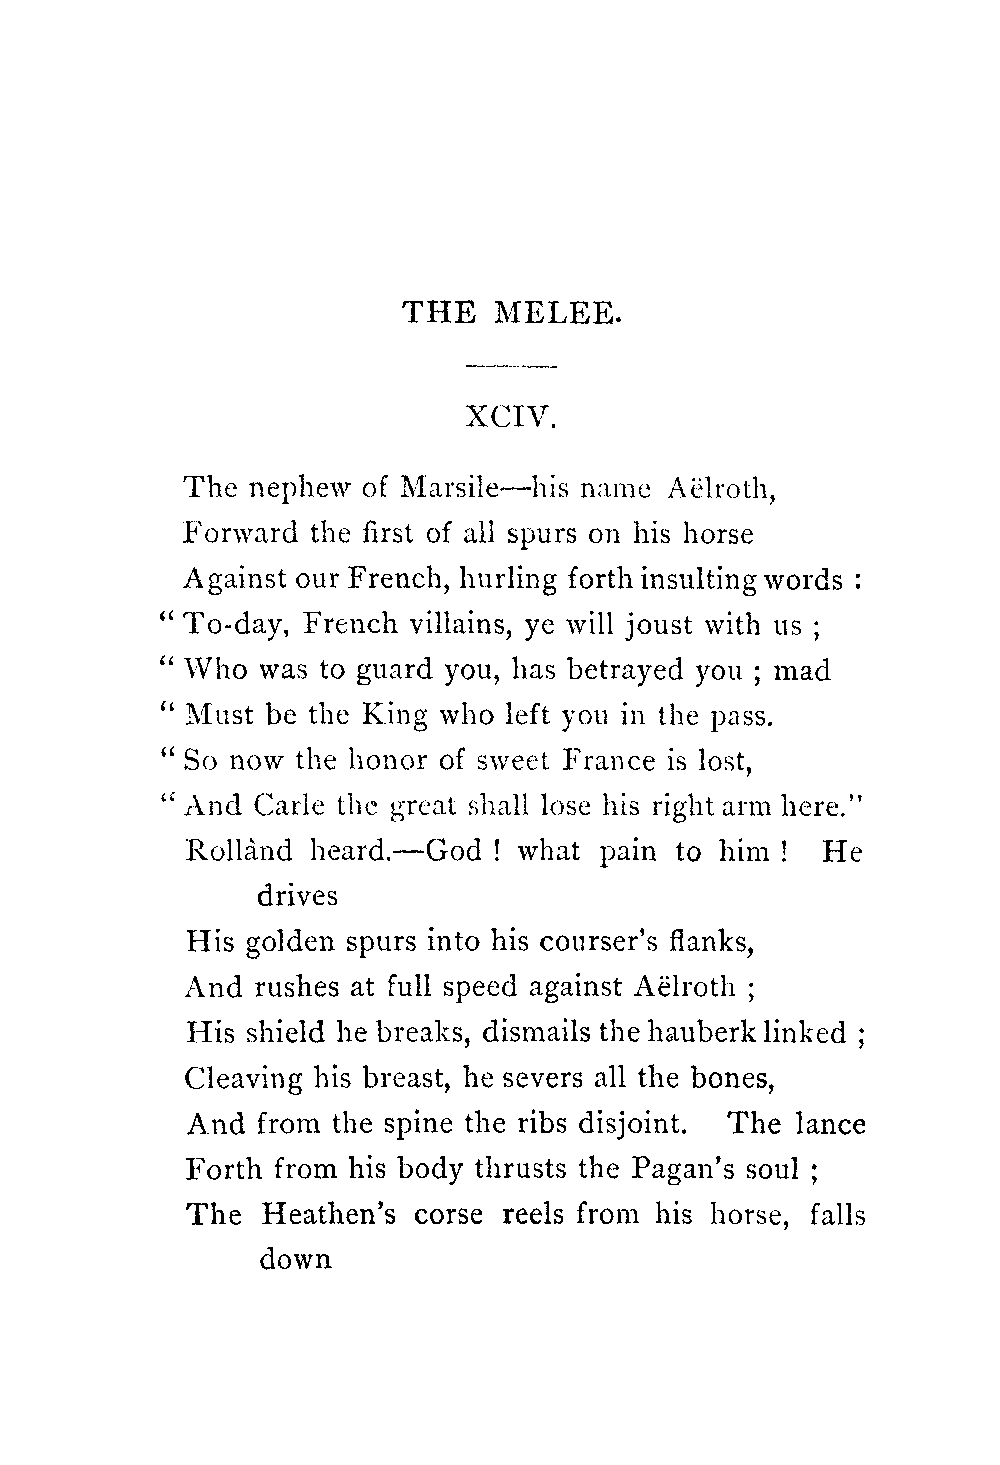 THE MELEE.
XCIV.
The nephew of Marsile—his name Aëlroth,
Forward the first of all spurs on his horse
Against our French, hurling forth insulting words :
“ To-day, French villains, ye will joust with us ;
“ Who was to guard you, has betrayed you ; mad
“ Must be the King who left you in the pass.
“ So now the honor of sweet France is lost,
“ And Carle the great shall lose his right arm here.”
Rollànd heard.—God ! what pain to him ! He
drives
His golden spurs into his courser’s flanks,
And rushes at full speed against Aëlroth ;
His shield he breaks, dismails the hauberk linked ;
Cleaving his breast, he severs all the bones,
And from the spine the ribs disjoint. The lance
Forth from his body thrusts the Pagan’s soul ;
The Heathen’s corse reels from his horse, falls
down